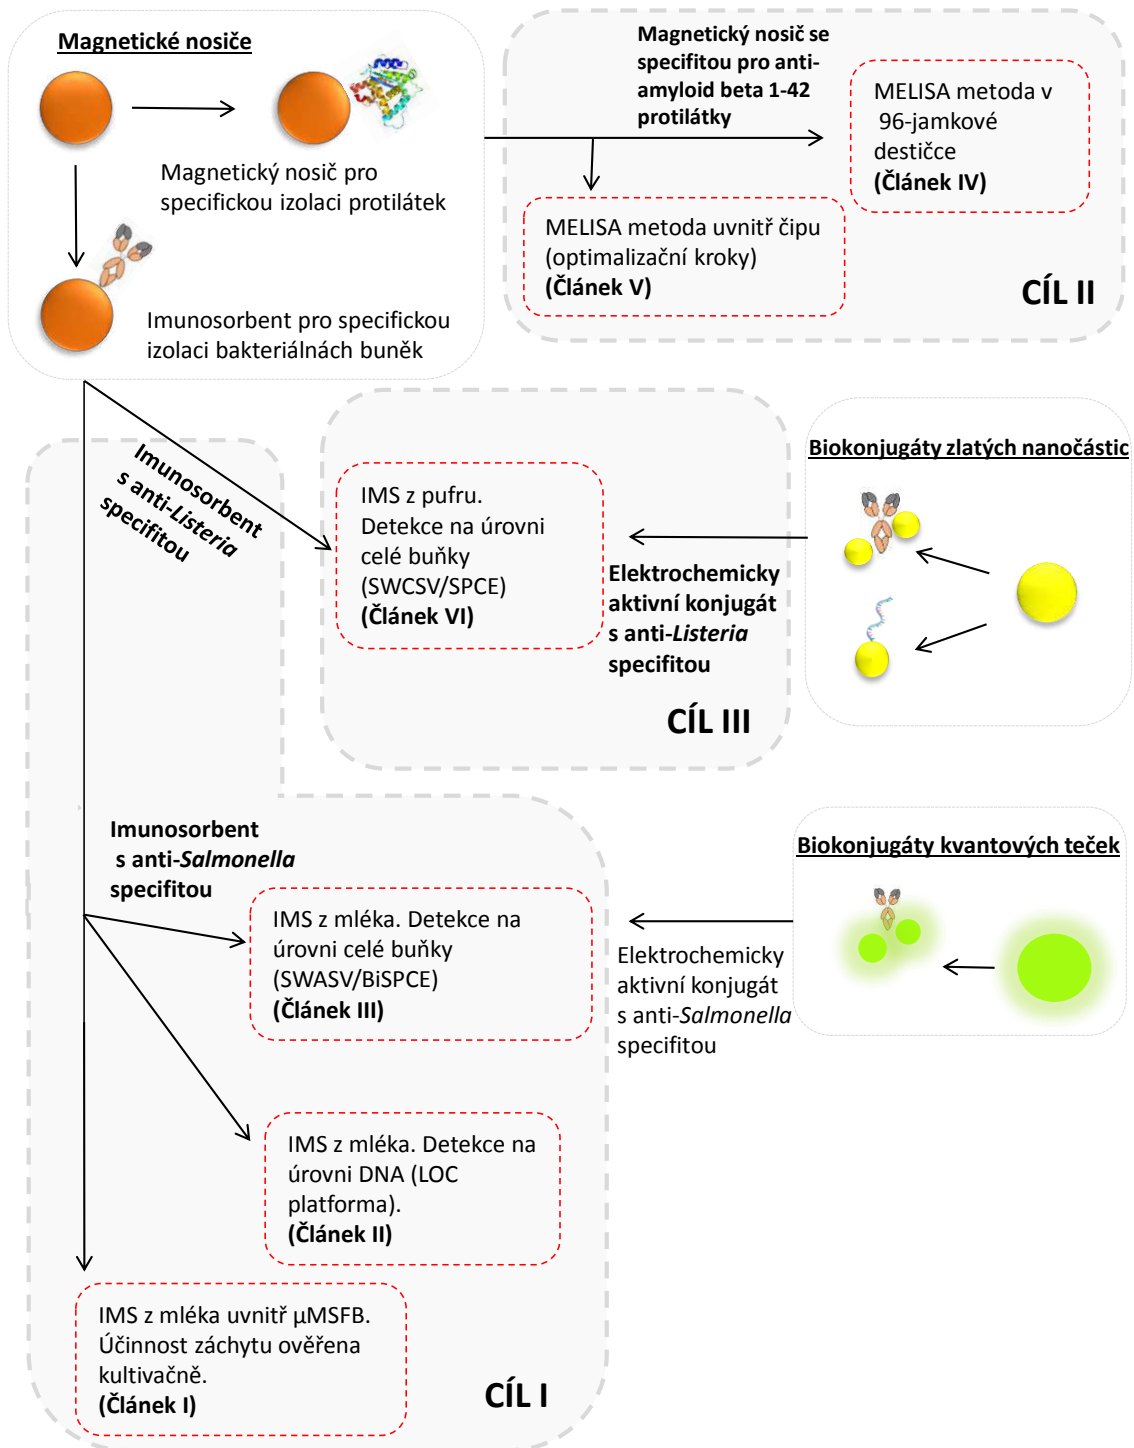 Magnetické nosiče
Magnetický nosič pro
specifickou izolaci protilátek
Imunosorbent pro specifickou
izolaci bakteriálnách buněk
Magnetický nosič se
specifitou pro anti-
amyloid beta 1-42
protilátky
MELISA metoda v
96-jamkové
destičce
(Článek IV)
MELISA metoda uvnitř čipu
(optimalizační kroky)
(Článek V)
CÍL II
Imunosorbent
s anti-Listeria
specifitou
IMS z pufru.
Detekce na úrovni
celé buňky
(SWCSV/SPCE)
(Článek VI)
Elektrochemicky
aktivní konjugát
s anti-Listeria
specifitou
CÍL III
Biokonjugáty zlatých nanočástic
Imunosorbent
s anti-Salmonella
specifitou
IMS z mléka. Detekce na
úrovni celé buňky
(SWASV/BiSPCE)
(Článek III)
Elektrochemicky
aktivní konjugát
s anti-Salmonella
specifitou
Biokonjugáty kvantových teček
IMS z mléka. Detekce na
úrovni DNA (LOC
platforma).
(Článek II)
IMS z mléka uvnitř µMSFB.
Účinnost záchytu ověřena
kultivačně.
(Článek I)
CÍL I